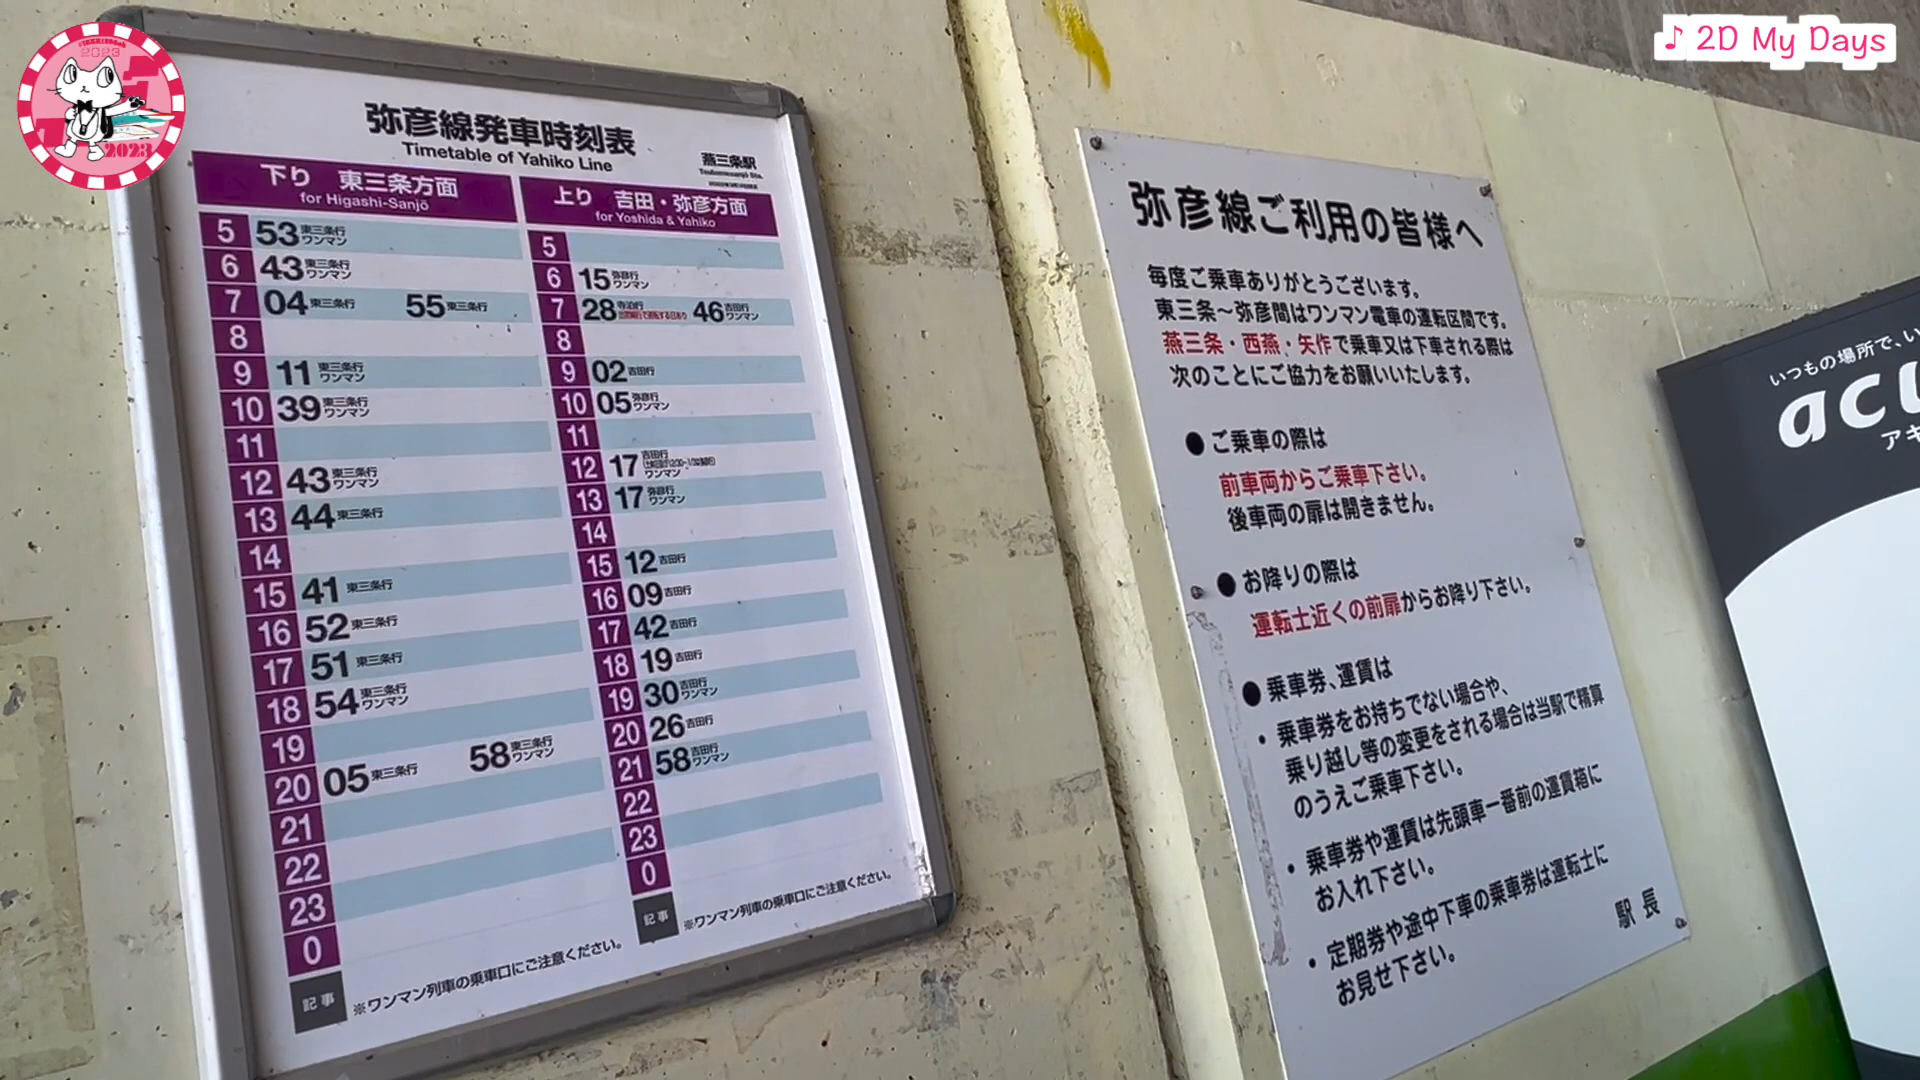 2023
2023
♪ 2D My Days
弥彦線発車時刻表
Timetable of Yahiko Line
燕三条駅
Tsubamesanjō Sta.
下り 東三条方面
for Higashi-Sanjō
5 53 東三条行 ワンマン
6 43 東三条行 ワンマン
7 04 東三条行 55 東三条行
8
9 11 東三条行 ワンマン
10 39 東三条行 ワンマン
11
12 43 東三条行 ワンマン
13 44 東三条行
14
15 41 東三条行
16 52 東三条行
17 51 東三条行
18 54 東三条行 ワンマン
19
20 05 東三条行 58 東三条行 ワンマン
21
22
23
0
記事 ※ワンマン列車の乗車口にご注意ください。
上り 吉田・弥彦方面
for Yoshida & Yahiko
5
6 15 弥彦行 ワンマン
7 28 寺泊行 46 吉田行 ワンマン
8
9 02 吉田行
10 05 弥彦行 ワンマン
11
12 17 吉田行 ワンマン
13 17 弥彦行 ワンマン
14
15 12 吉田行
16 09 吉田行
17 42 吉田行
18 19 吉田行
19 30 吉田行 ワンマン
20 26 吉田行
21 58 吉田行 ワンマン
22
23
0
記事 ※ワンマン列車の乗車口にご注意ください。
弥彦線ご利用の皆様へ
毎度ご乗車ありがとうございます。
東三条〜弥彦間はワンマン電車の運転区間です。
燕三条・西燕・矢作で乗車又は下車される際は
次のことにご協力をお願いいたします。
●ご乗車の際は
前車両からご乗車下さい。
後車両の扉は開きません。
●お降りの際は
運転士近くの前扉からお降り下さい。
●乗車券、運賃は
・乗車券をお持ちでない場合や、
乗り越し等の変更をされる場合は当駅で精算
のうえご乗車下さい。
・乗車券や運賃は先頭車一番前の運賃箱に
お入れ下さい。
・定期券や途中下車の乗車券は運転士に
お見せ下さい。
駅長
いつもの場所で、い
acu
アキ